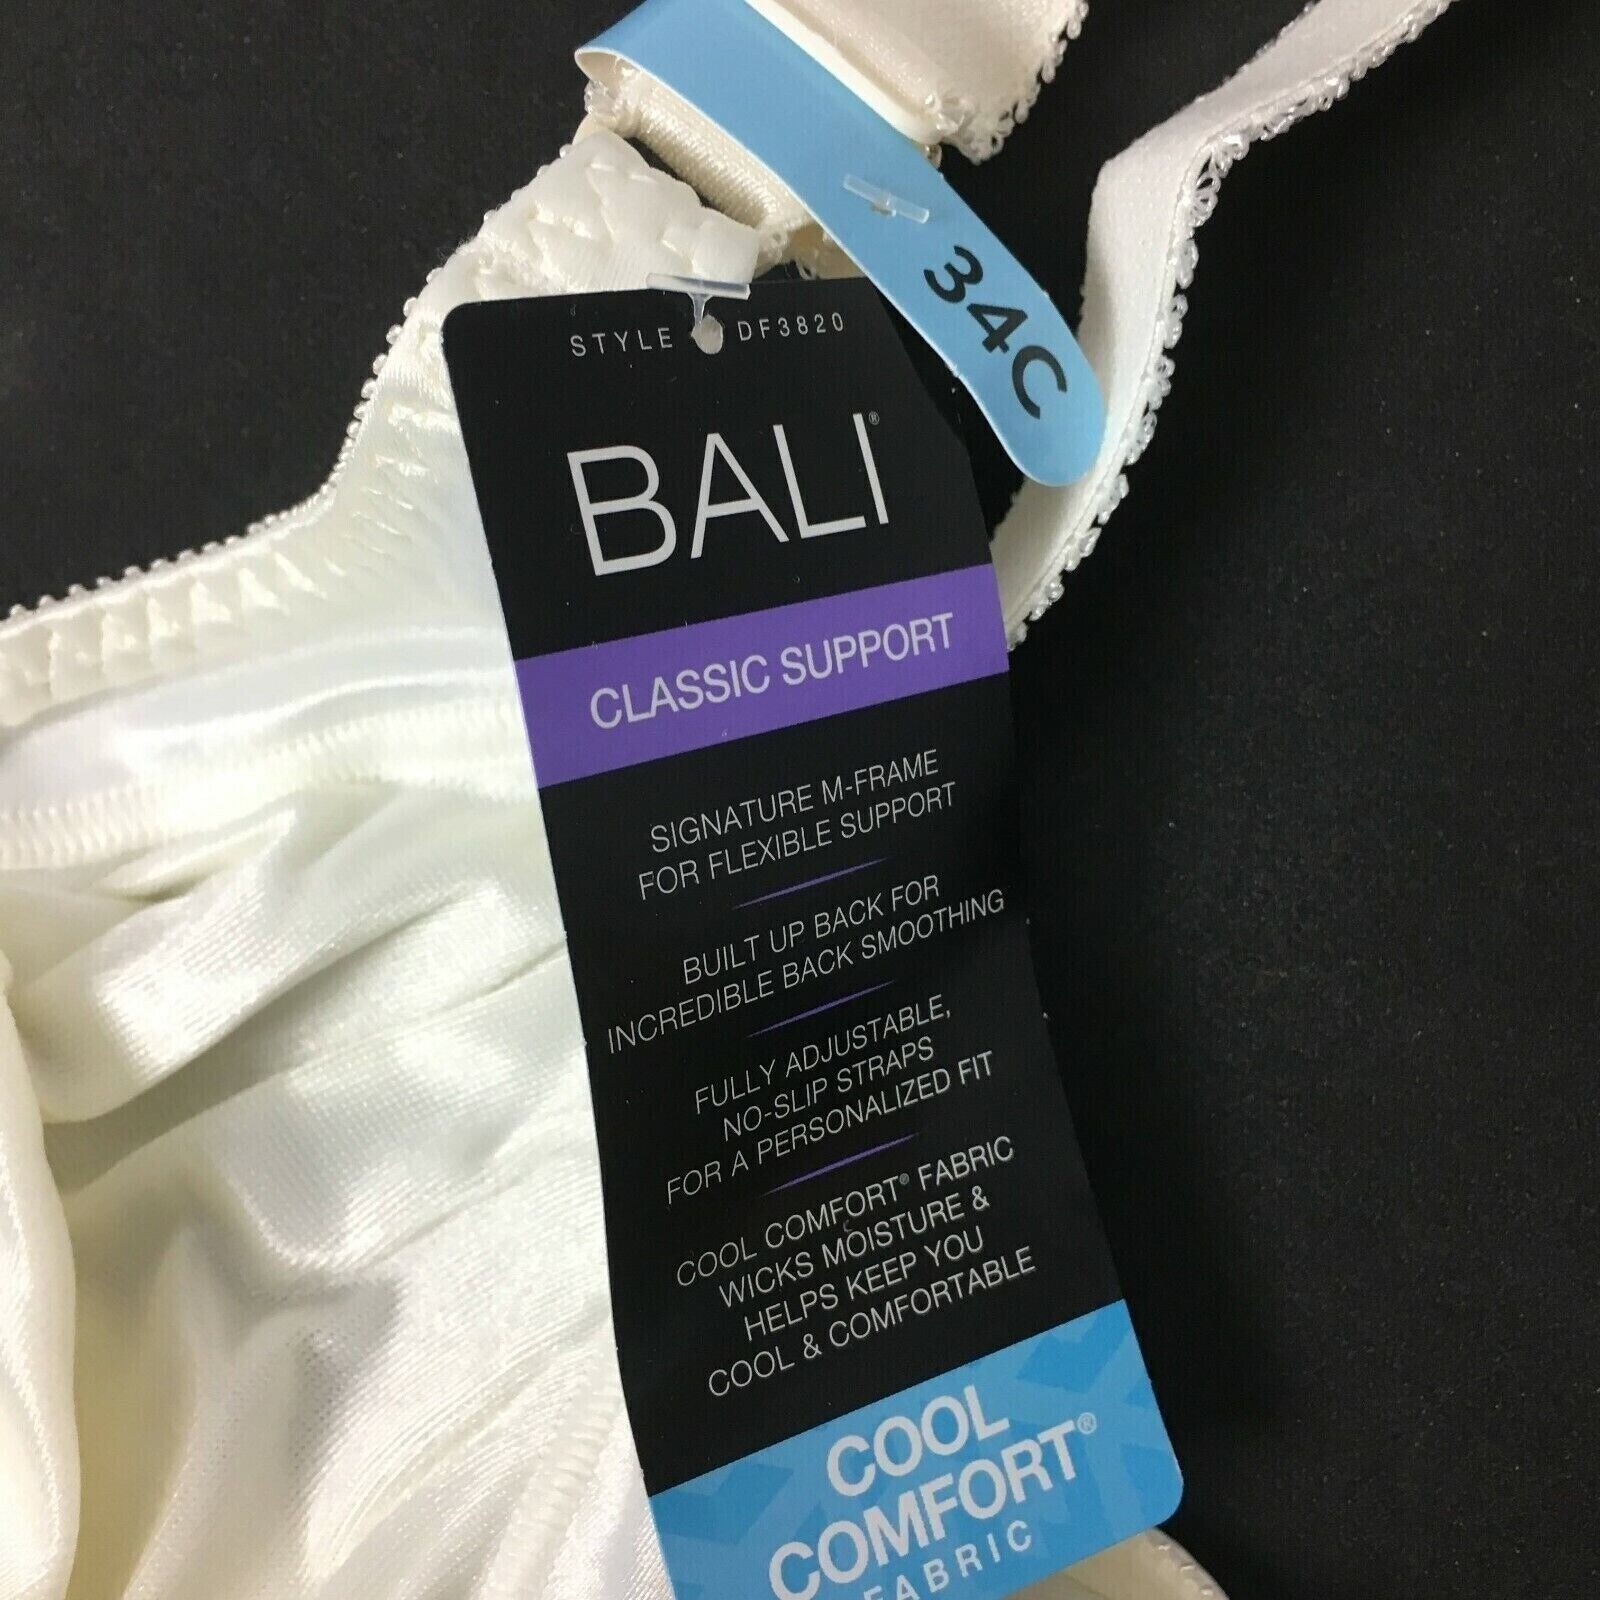 34C
STYLE DF3820
BALI®
CLASSIC SUPPORT
SIGNATURE M-FRAME
FOR FLEXIBLE SUPPORT
BUILT UP BACK FOR
INCREDIBLE BACK SMOOTHING
FULLY ADJUSTABLE,
NO-SLIP STRAPS
FOR A PERSONALIZED FIT
COOL COMFORT® FABRIC
WICKS MOISTURE &
HELPS KEEP YOU
COOL & COMFORTABLE
COOL
COMFORT®
FABRIC